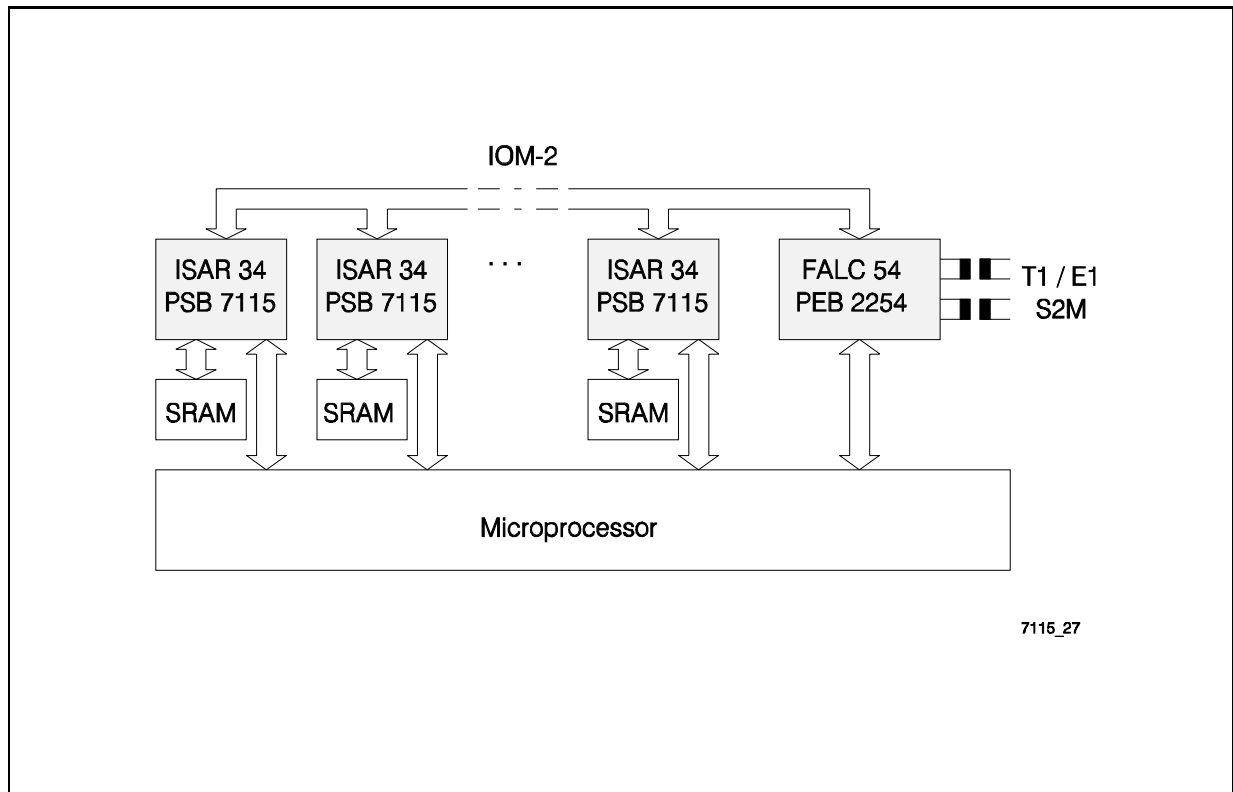 IOM-2
ISAR 34
PSB 7115
ISAR 34
PSB 7115
. . .
ISAR 34
PSB 7115
FALC 54
PEB 2254
T1 / E1
S2M
SRAM
SRAM
SRAM
Microprocessor
7115_27